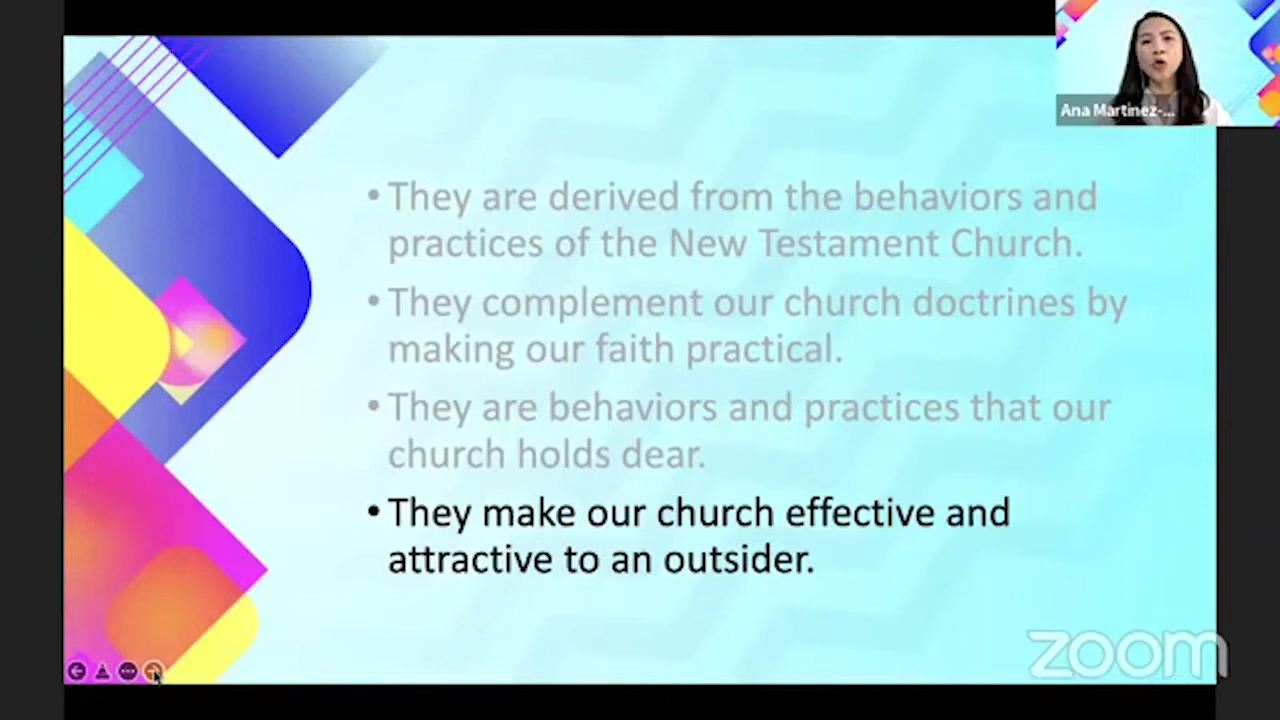 Ana Martinez-...
• They are derived from the behaviors and
practices of the New Testament Church.
• They complement our church doctrines by
making our faith practical.
• They are behaviors and practices that our
church holds dear.
• They make our church effective and
attractive to an outsider.
zoom